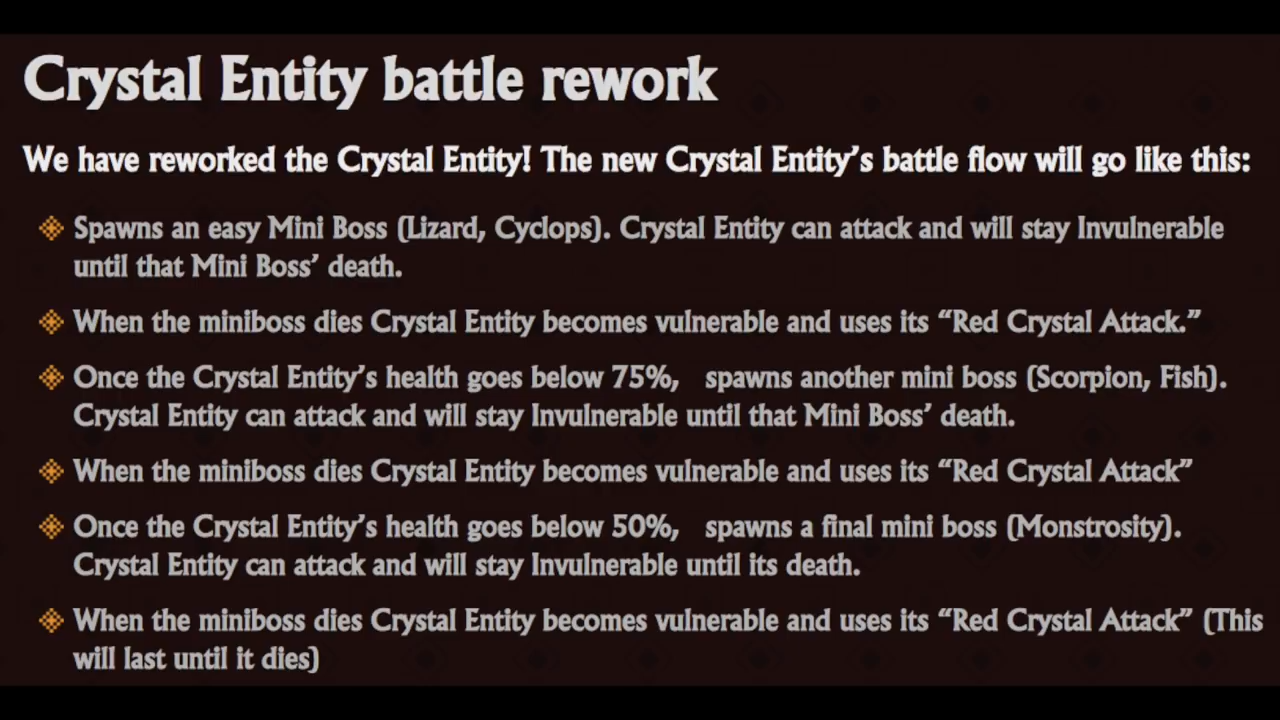 Crystal Entity battle rework
We have reworked the Crystal Entity! The new Crystal Entity’s battle flow will go like this:
Spawns an easy Mini Boss (Lizard, Cyclops). Crystal Entity can attack and will stay Invulnerable
until that Mini Boss’ death.
When the miniboss dies Crystal Entity becomes vulnerable and uses its “Red Crystal Attack.”
Once the Crystal Entity’s health goes below 75%,   spawns another mini boss (Scorpion, Fish).
Crystal Entity can attack and will stay Invulnerable until that Mini Boss’ death.
When the miniboss dies Crystal Entity becomes vulnerable and uses its “Red Crystal Attack”
Once the Crystal Entity’s health goes below 50%,   spawns a final mini boss (Monstrosity).
Crystal Entity can attack and will stay Invulnerable until its death.
When the miniboss dies Crystal Entity becomes vulnerable and uses its “Red Crystal Attack” (This
will last until it dies)